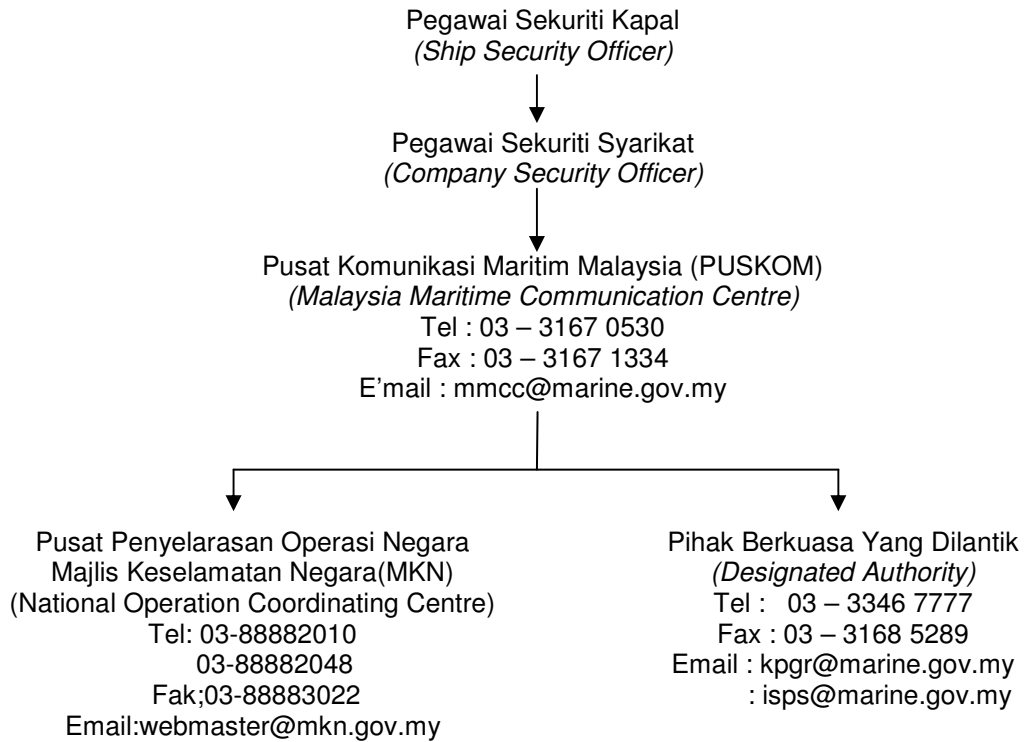 Pegawai Sekuriti Kapal
(Ship Security Officer)
Pegawai Sekuriti Syarikat
(Company Security Officer)
Pusat Komunikasi Maritim Malaysia (PUSKOM)
(Malaysia Maritime Communication Centre)
Tel : 03 – 3167 0530
Fax : 03 – 3167 1334
E'mail : mmcc@marine.gov.my
Pusat Penyelarasan Operasi Negara
Majlis Keselamatan Negara(MKN)
(National Operation Coordinating Centre)
Tel: 03-88882010
03-88882048
Fak;03-88883022
Email:webmaster@mkn.gov.my
Pihak Berkuasa Yang Dilantik
(Designated Authority)
Tel : 03 – 3346 7777
Fax : 03 – 3168 5289
Email : kpgr@marine.gov.my
: isps@marine.gov.my